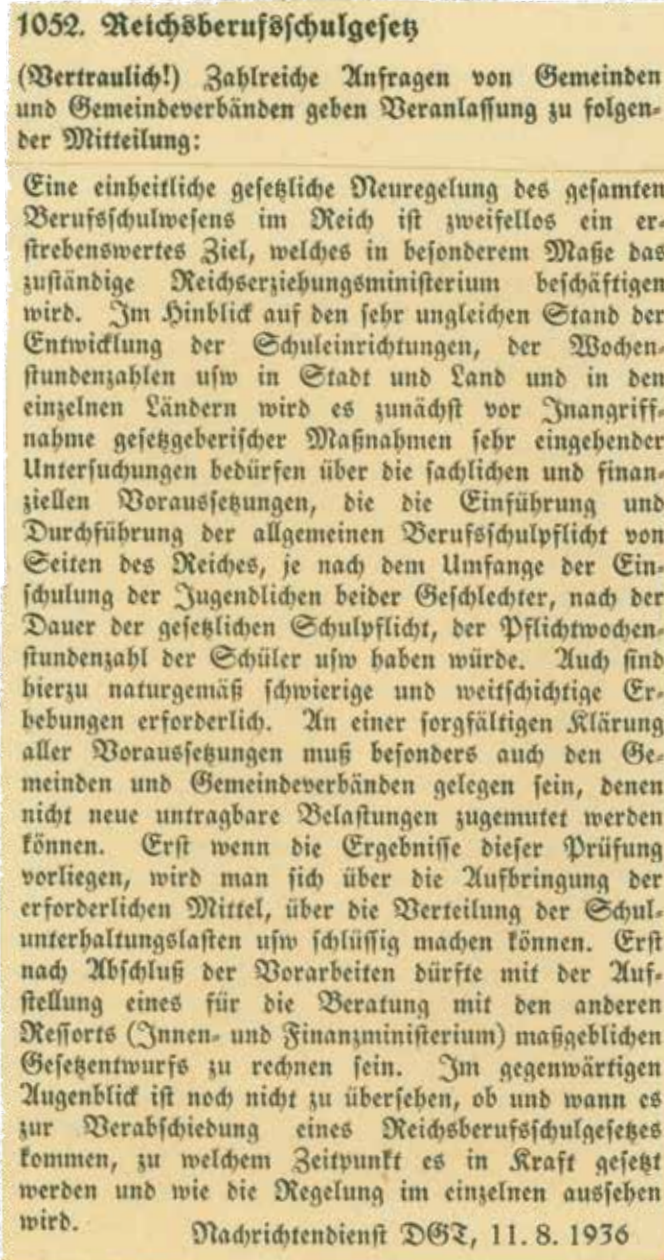 1052. Reichsberufsschulgesetz
(Vertraulich!) Zahlreiche Anfragen von Gemeinden
und Gemeindeverbänden geben Veranlassung zu folgen-
der Mitteilung:
Eine einheitliche gesetzliche Neuregelung des gesamten
Berufsschulwesens im Reich ist zweifellos ein er-
strebenswertes Ziel, welches in besonderem Maße das
zuständige Reichserziehungsministerium beschäftigen
wird. Im Hinblick auf den sehr ungleichen Stand der
Entwicklung der Schuleinrichtungen, der Wochen-
stundenzahlen usw in Stadt und Land und in den
einzelnen Ländern wird es zunächst vor Inangriff-
nahme gesetzgeberischer Maßnahmen sehr eingehender
Untersuchungen bedürfen über die sachlichen und finan-
ziellen Voraussetzungen, die die Einführung und
Durchführung der allgemeinen Berufsschulpflicht von
Seiten des Reiches, je nach dem Umfange der Ein-
schulung der Jugendlichen beider Geschlechter, nach der
Dauer der gesetzlichen Schulpflicht, der Pflichtwochen-
stundenzahl der Schüler usw haben würde. Auch sind
hierzu naturgemäß schwierige und weitschichtige Er-
hebungen erforderlich. An einer sorgfältigen Klärung
aller Voraussetzungen muß besonders auch den Ge-
meinden und Gemeindeverbänden gelegen sein, denen
nicht neue untragbare Belastungen zugemutet werden
können. Erst wenn die Ergebnisse dieser Prüfung
vorliegen, wird man sich über die Aufbringung der
erforderlichen Mittel, über die Verteilung der Schul-
unterhaltungslasten usw schlüssig machen können. Erst
nach Abschluß der Vorarbeiten dürfte mit der Auf-
stellung eines für die Beratung mit den anderen
Ressorts (Innen- und Finanzministerium) maßgeblichen
Gesetzentwurfs zu rechnen sein. Im gegenwärtigen
Augenblick ist noch nicht zu übersehen, ob und wann es
zur Verabschiedung eines Reichsberufsschulgesetzes
kommen, zu welchem Zeitpunkt es in Kraft gesetzt
werden und wie die Regelung im einzelnen aussehen
wird. Nachrichtendienst DGT, 11. 8. 1936